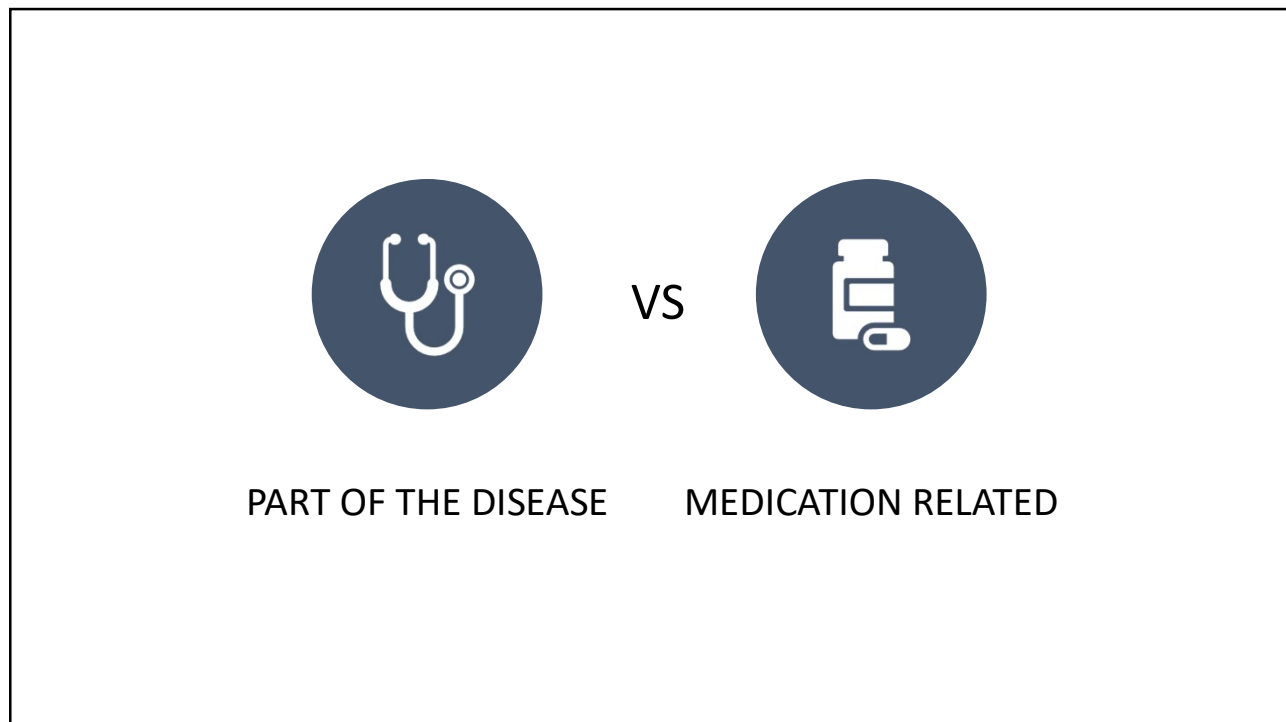 VS
PART OF THE DISEASE
MEDICATION RELATED